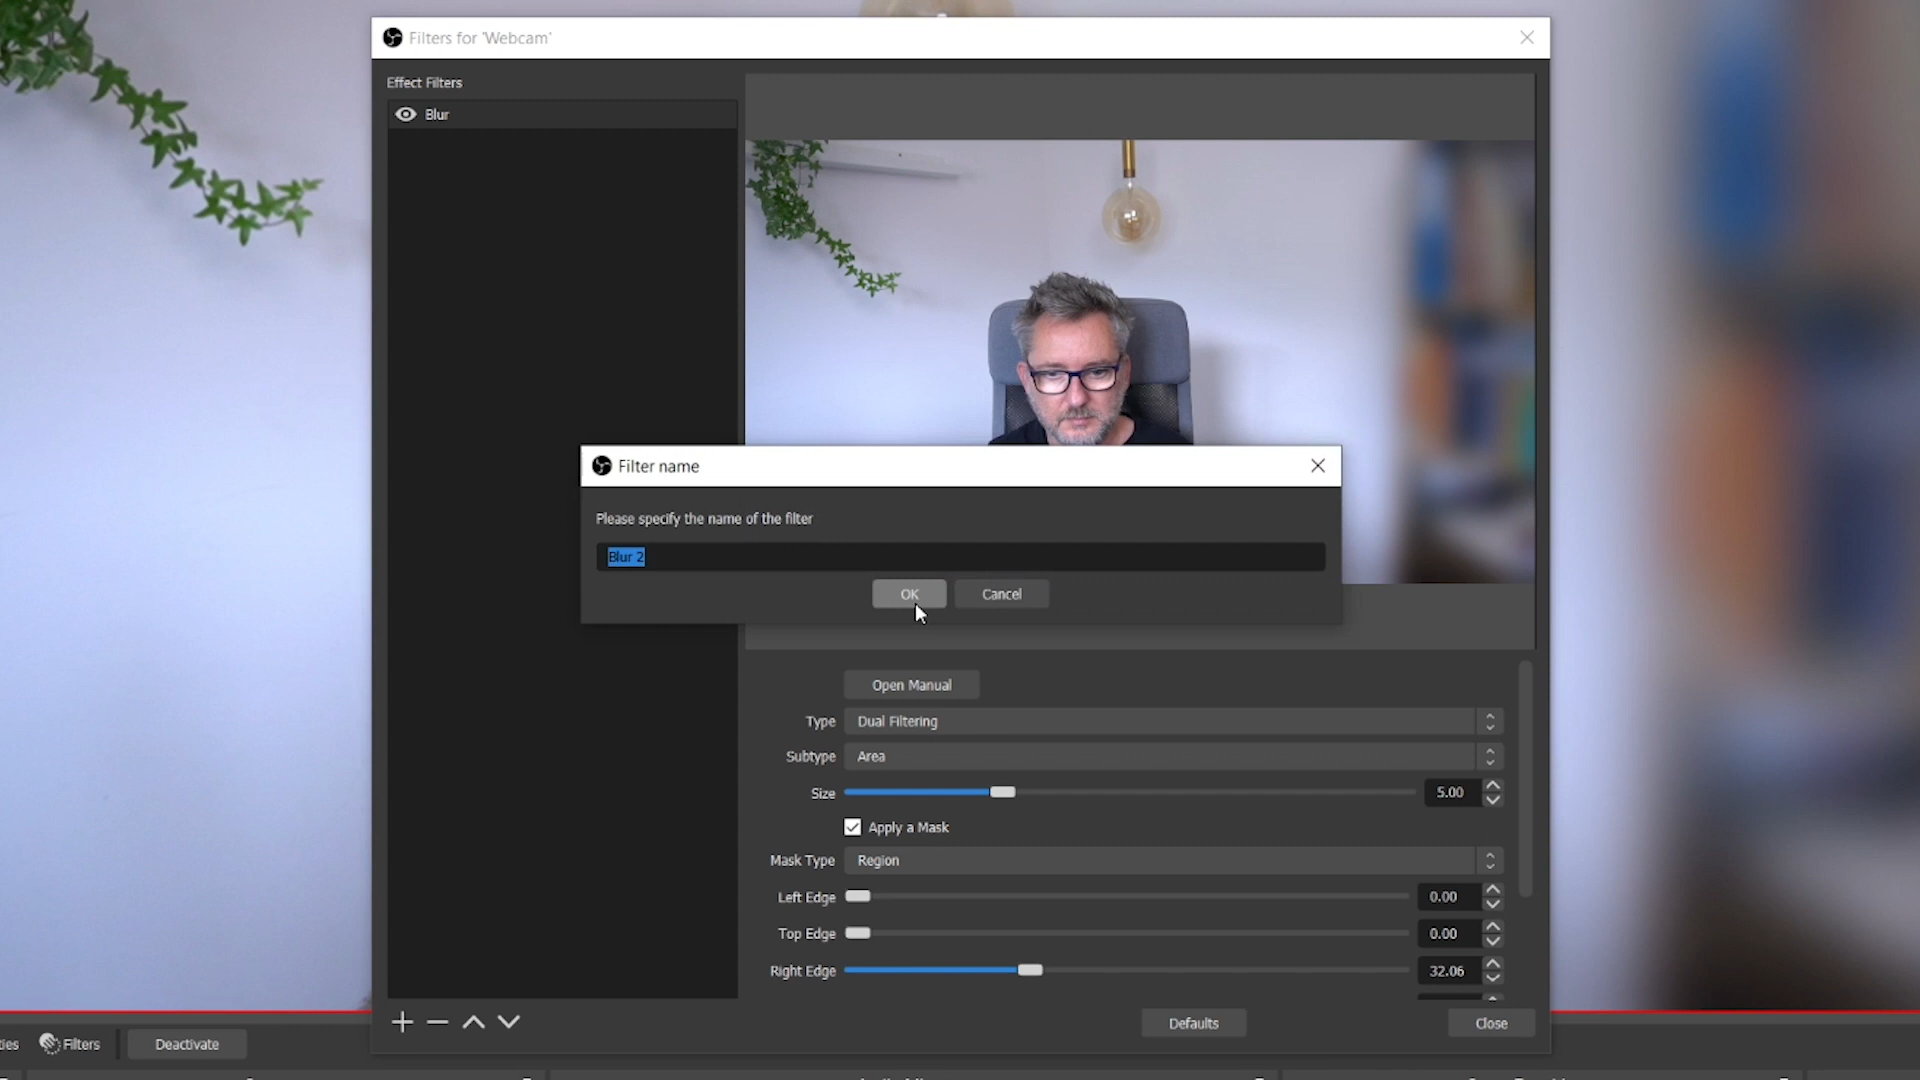 Filters for 'Webcam'
Effect Filters
Blur
Filter name
Please specify the name of the filter
Blur 2
OK
Cancel
Open Manual
Type
Dual Filtering
Subtype
Area
Size
5.00
Apply a Mask
Mask Type
Region
Left Edge
0.00
Top Edge
0.00
Right Edge
32.06
Defaults
Close
ties
Filters
Deactivate